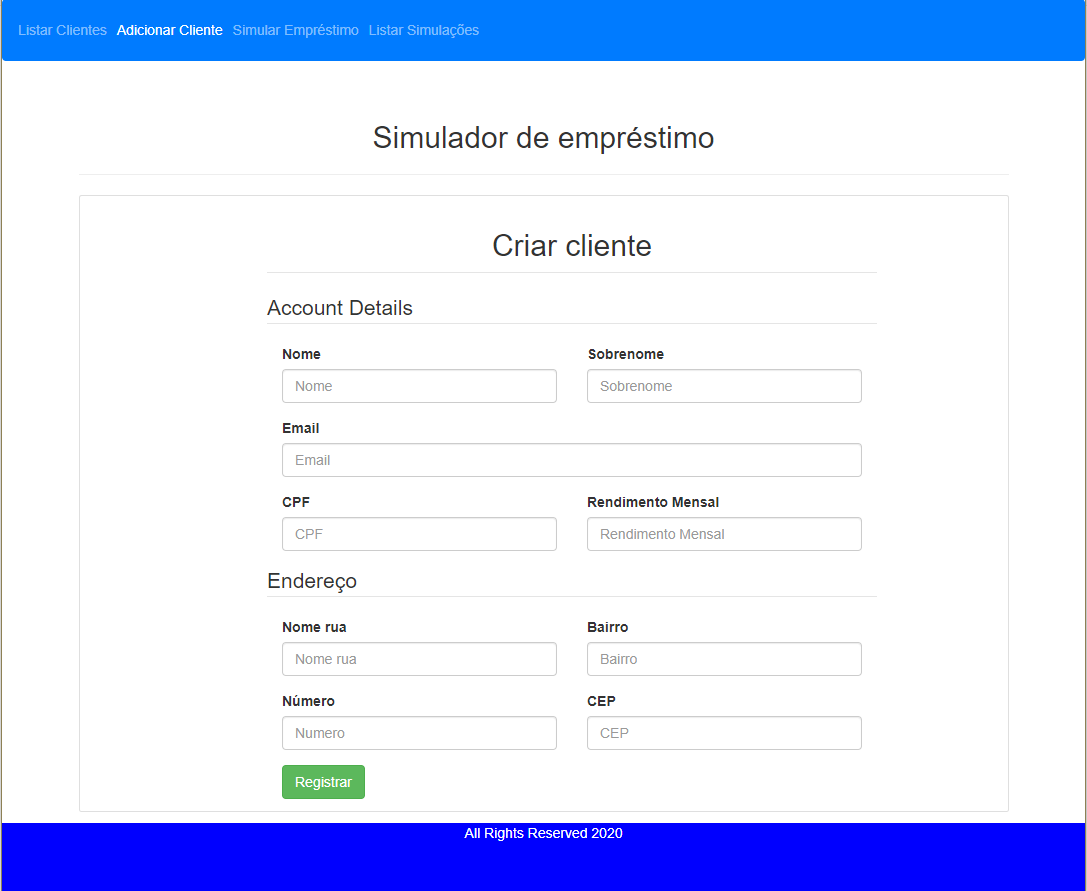 Listar Clientes Adicionar Cliente Simular Empréstimo Listar Simulações
Simulador de empréstimo
Criar cliente
Account Details
Nome Sobrenome
Nome Sobrenome
Email
Email
CPF Rendimento Mensal
CPF Rendimento Mensal
Endereço
Nome rua Bairro
Nome rua Bairro
Número CEP
Numero CEP
Registrar
All Rights Reserved 2020